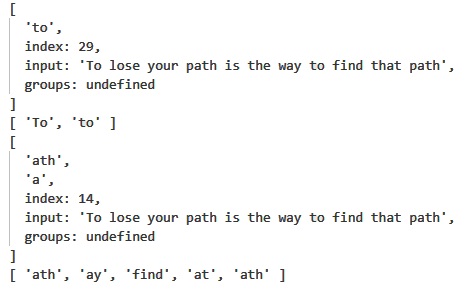 [
'to',
index: 29,
input: 'To lose your path is the way to find that path',
groups: undefined
]
[ 'To', 'to' ]
[
'ath',
'a',
index: 14,
input: 'To lose your path is the way to find that path',
groups: undefined
]
[ 'ath', 'ay', 'find', 'at', 'ath' ]